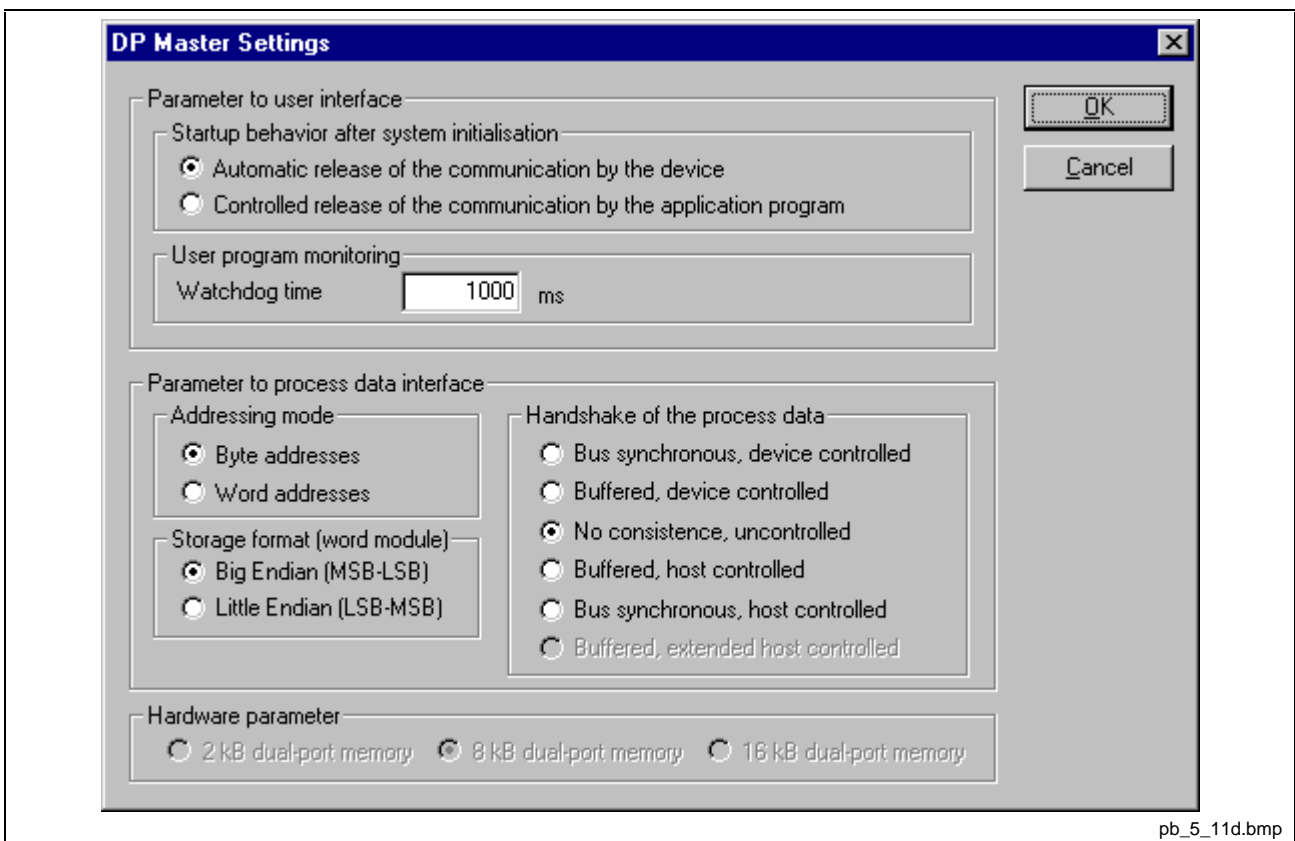 DP Master Settings
Parameter to user interface
Startup behavior after system initialisation
Automatic release of the communication by the device
Controlled release of the communication by the application program
User program monitoring
Watchdog time 1000 ms
OK
Cancel
Parameter to process data interface
Addressing mode
Byte addresses
Word addresses
Storage format (word module)
Big Endian (MSB-LSB)
Little Endian (LSB-MSB)
Handshake of the process data
Bus synchronous, device controlled
Buffered, device controlled
No consistence, uncontrolled
Buffered, host controlled
Bus synchronous, host controlled
Buffered, extended host controlled
Hardware parameter
2 kB dual-port memory 8 kB dual-port memory 16 kB dual-port memory
pb_5_11d.bmp